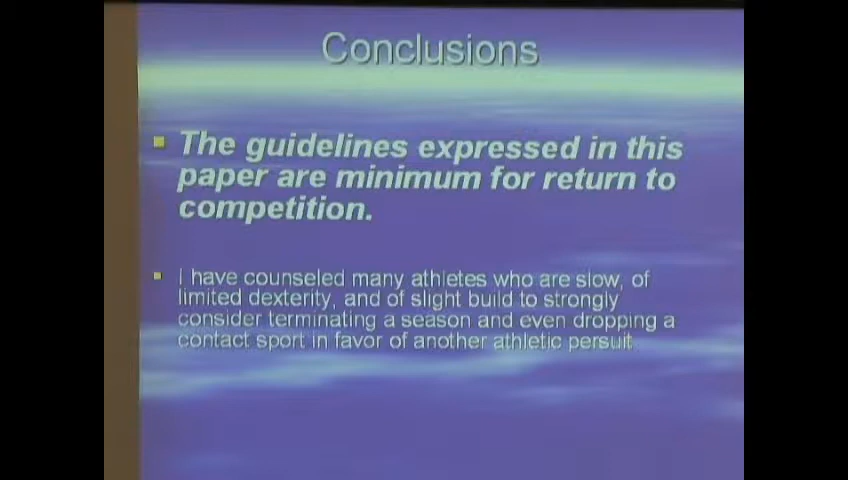 Conclusions
The guidelines expressed in this
paper are minimum for return to
competition.
I have counseled many athletes who are slow, of
limited dexterity, and of slight build to strongly
consider terminating a season and even dropping a
contact sport in favor of another athletic persuit